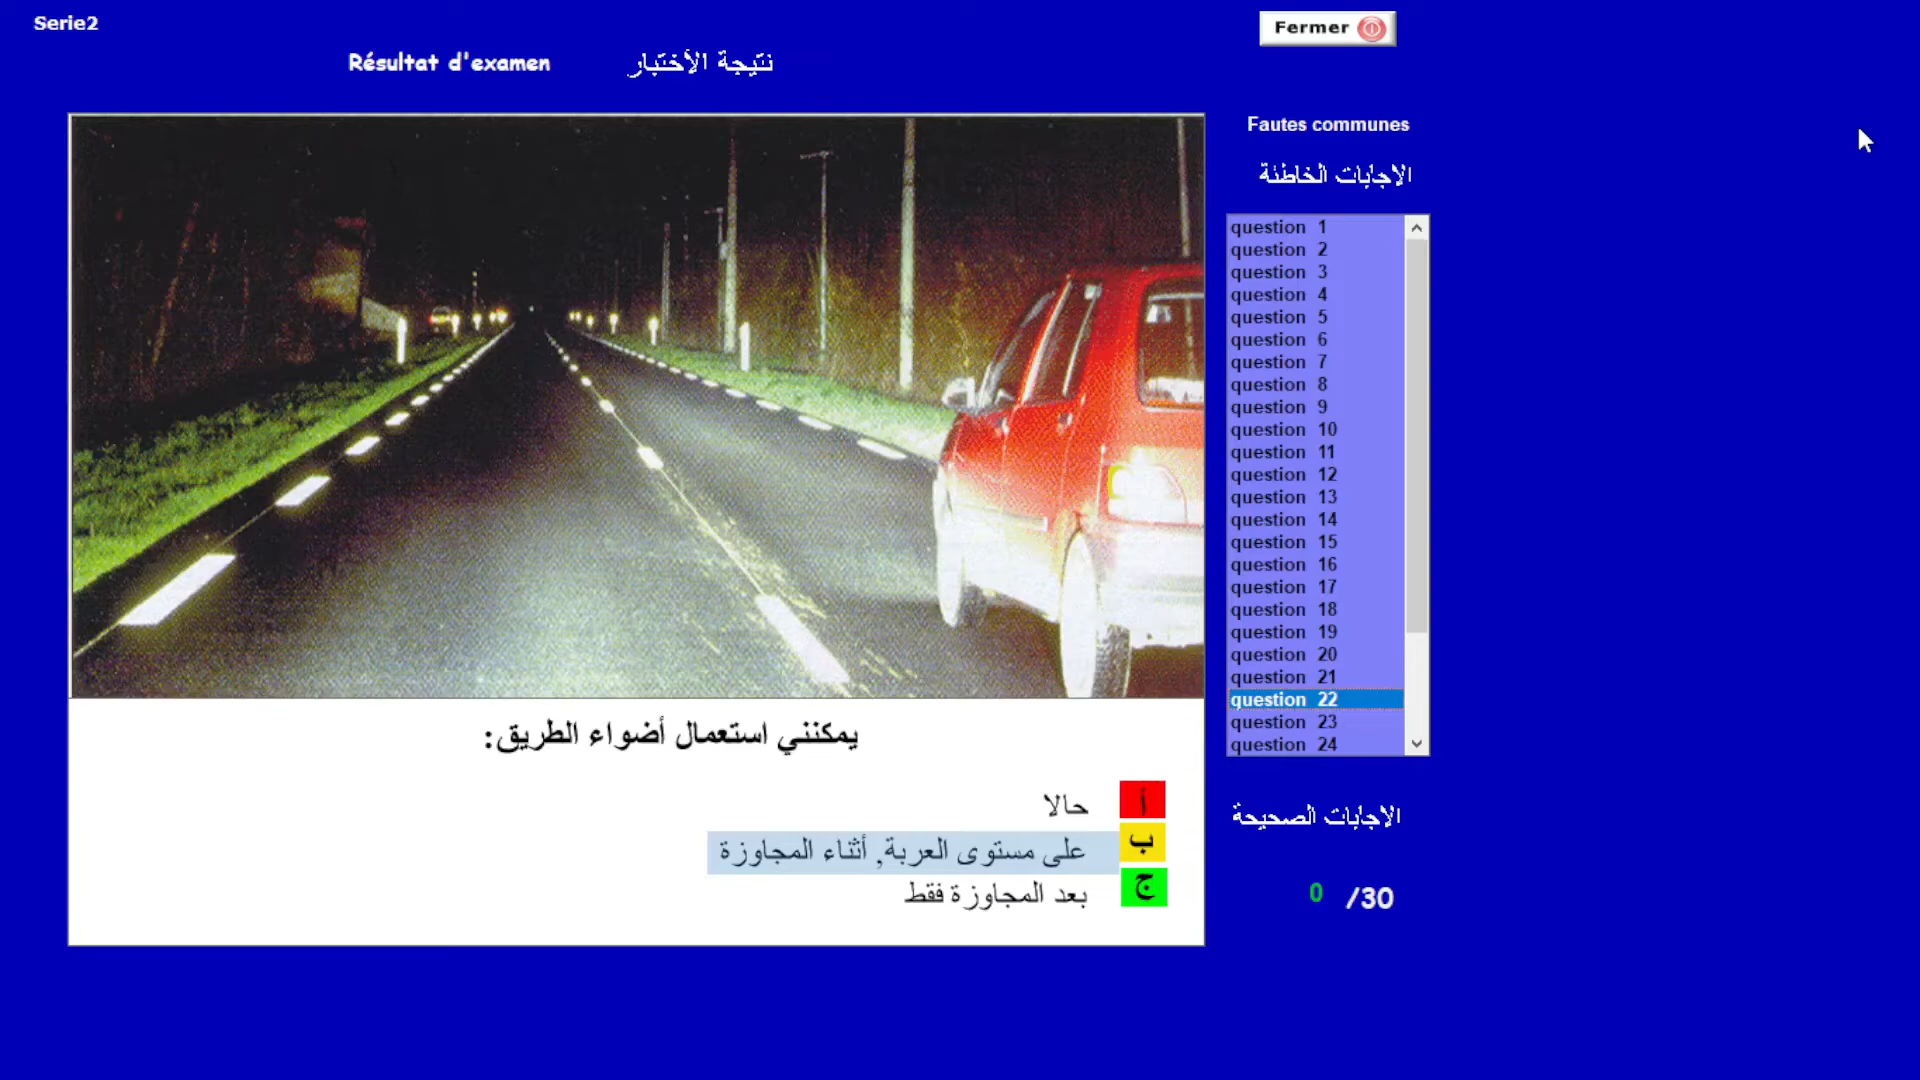 Serie2
Fermer
Résultat d'examen
نتيجة الأختبار
Fautes communes
الإجابات الخاطئة
question 1
question 2
question 3
question 4
question 5
question 6
question 7
question 8
question 9
question 10
question 11
question 12
question 13
question 14
question 15
question 16
question 17
question 18
question 19
question 20
question 21
question 22
question 23
question 24
يمكنني استعمال أضواء الطريق:
أ حالا
ب على مستوى العربة, أثناء المجاوزة
ج بعد المجاوزة فقط
الإجابات الصحيحة
0 /30